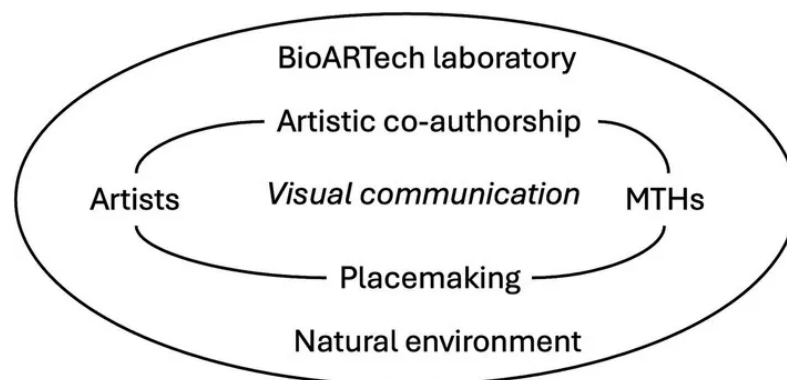 BioARTech laboratory
Artistic co-authorship
Artists
Visual communication
MTHs
Placemaking
Natural environment